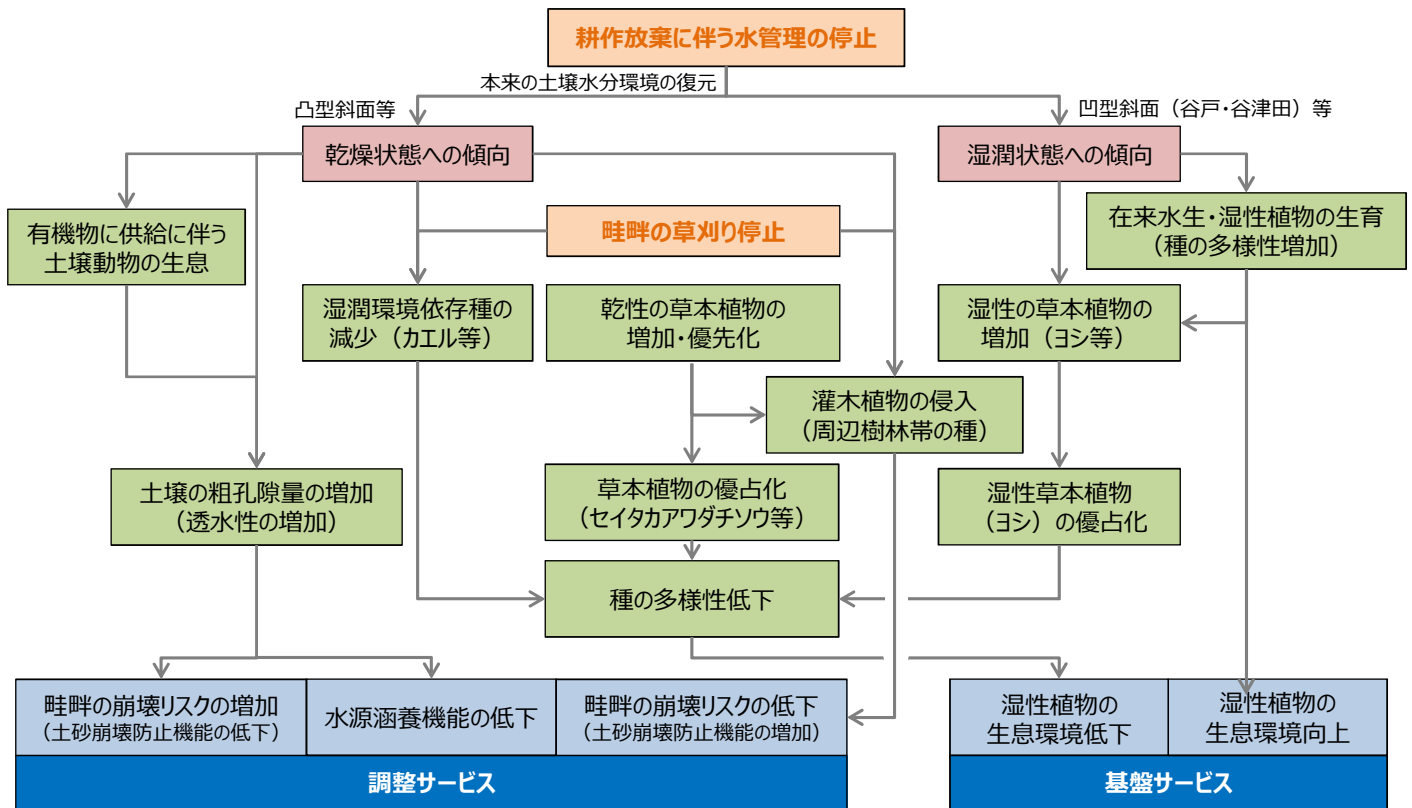 耕作放棄に伴う水管理の停止
本来の土壌水分環境の復元
凸型斜面等
凹型斜面（谷戸・谷津田）等
乾燥状態への傾向
湿潤状態への傾向
有機物に供給に伴う
土壌動物の生息
畦畔の草刈り停止
在来水生・湿性植物の生育
（種の多様性増加）
湿潤環境依存種の
減少（カエル等）
乾性の草本植物の
増加・優先化
湿性の草本植物の
増加（ヨシ等）
灌木植物の侵入
（周辺樹林帯の種）
土壌の粗孔隙量の増加
（透水性の増加）
草本植物の優占化
（セイタカアワダチソウ等）
湿性草本植物
（ヨシ）の優占化
種の多様性低下
畦畔の崩壊リスクの増加
（土砂崩壊防止機能の低下）
水源涵養機能の低下
畦畔の崩壊リスクの低下
（土砂崩壊防止機能の増加）
湿性植物の
生息環境低下
湿性植物の
生息環境向上
調整サービス
基盤サービス